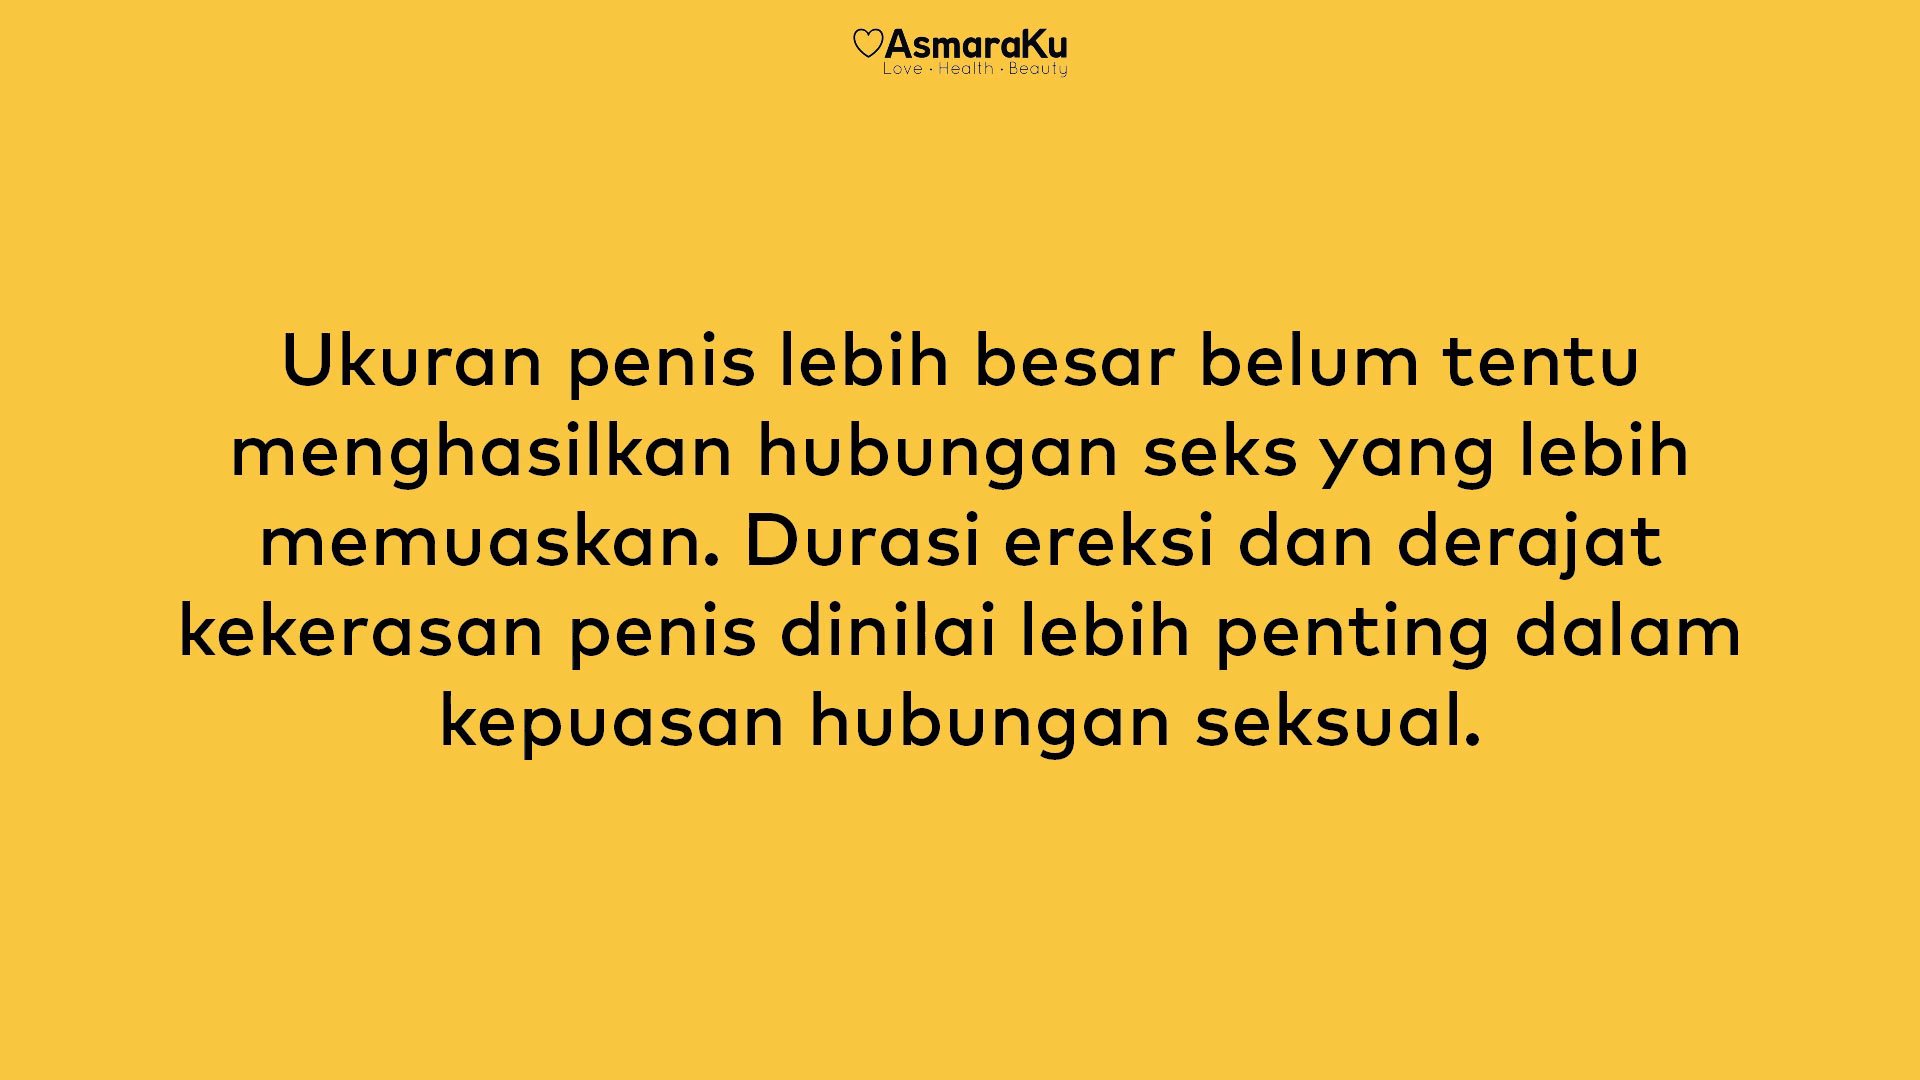 AsmaraKu
Love · Health · Beauty
Ukuran penis lebih besar belum tentu
menghasilkan hubungan seks yang lebih
memuaskan. Durasi ereksi dan derajat
kekerasan penis dinilai lebih penting dalam
kepuasan hubungan seksual.